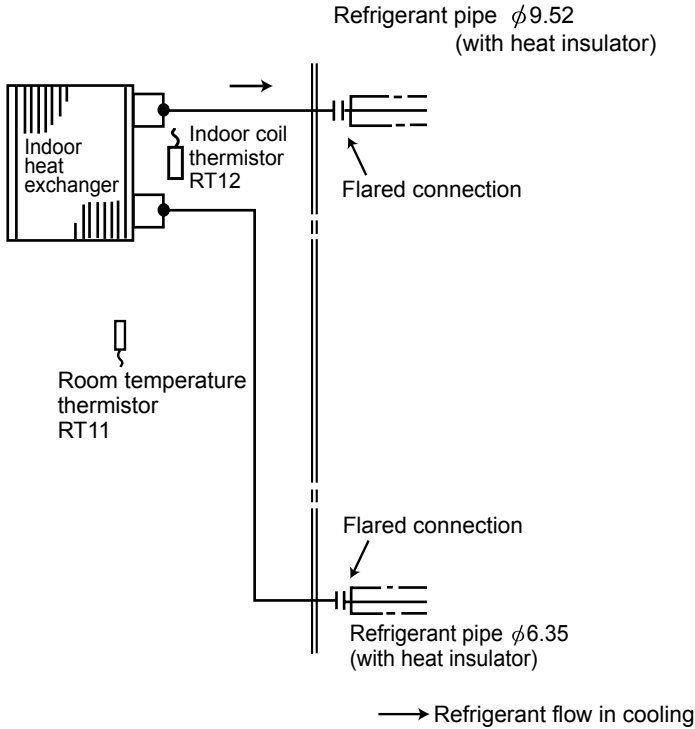 Refrigerant pipe ϕ9.52
(with heat insulator)
Indoor
heat
exchanger
Indoor coil
thermistor
RT12
Flared connection
Room temperature
thermistor
RT11
Flared connection
Refrigerant pipe ϕ6.35
(with heat insulator)
Refrigerant flow in cooling